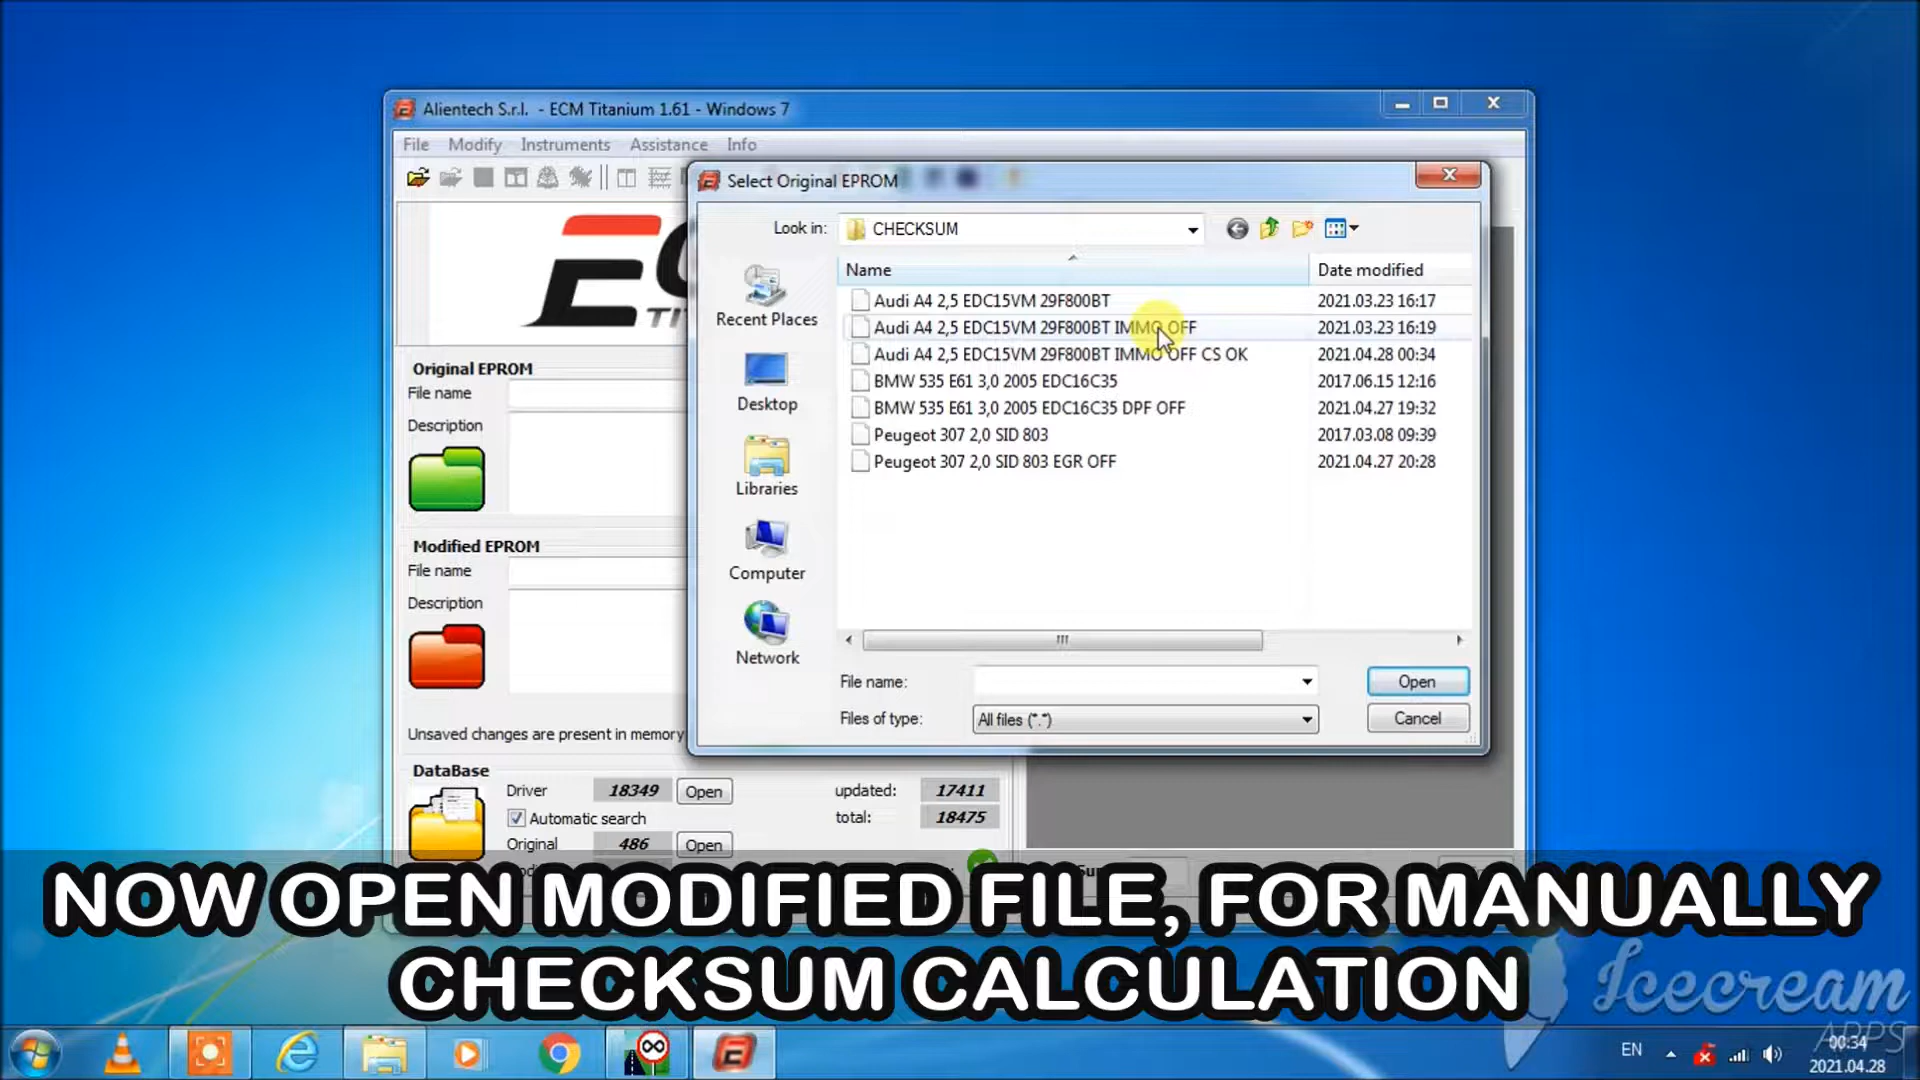 Alientech S.r.l. - ECM Titanium 1.61 - Windows 7
File Modify Instruments Assistance Info
Select Original EPROM
Look in: CHECKSUM
Name Date modified
Audi A4 2,5 EDC15VM 29F800BT 2021.03.23 16:17
Audi A4 2,5 EDC15VM 29F800BT IMMO OFF 2021.03.23 16:19
Audi A4 2,5 EDC15VM 29F800BT IMMO OFF CS OK 2021.04.28 00:34
BMW 535 E61 3,0 2005 EDC16C35 2017.06.15 12:16
BMW 535 E61 3,0 2005 EDC16C35 DPF OFF 2021.04.27 19:32
Peugeot 307 2,0 SID 803 2017.03.08 09:39
Peugeot 307 2,0 SID 803 EGR OFF 2021.04.27 20:28
Recent Places
Desktop
Libraries
Computer
Network
File name: Open
Files of type: All files (*.*) Cancel
Original EPROM
File name
Description
Modified EPROM
File name
Description
Unsaved changes are present in memory
DataBase
Driver 18349 Open updated: 17411
Automatic search total: 18475
Original 486 Open
NOW OPEN MODIFIED FILE, FOR MANUALLY
CHECKSUM CALCULATION
Icecream
APPS
EN 00:34
2021.04.28